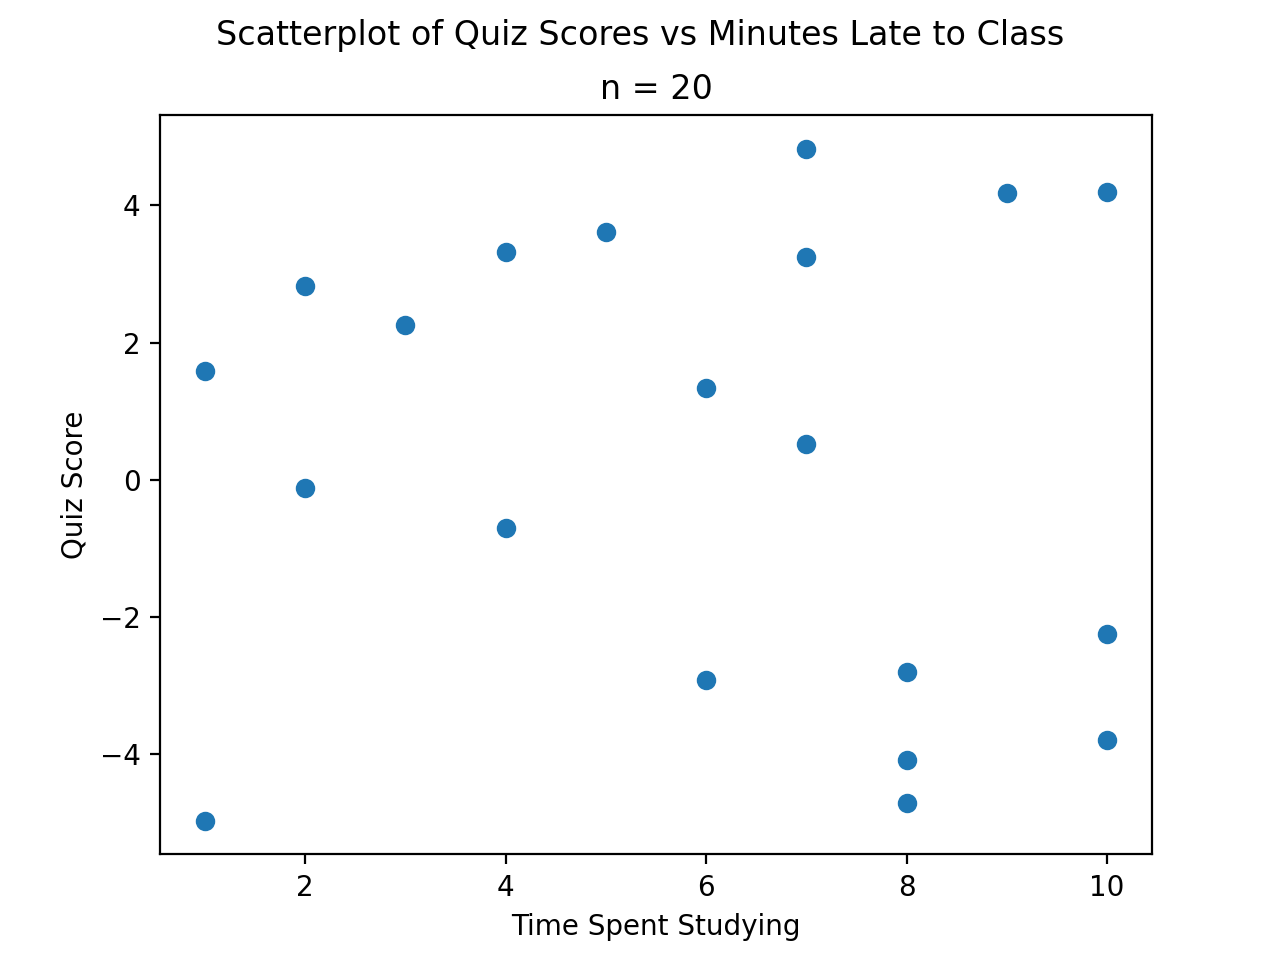 Scatterplot of Quiz Scores vs Minutes Late to Class
n = 20
4
2
0
−2
−4
Quiz Score
2 4 6 8 10
Time Spent Studying